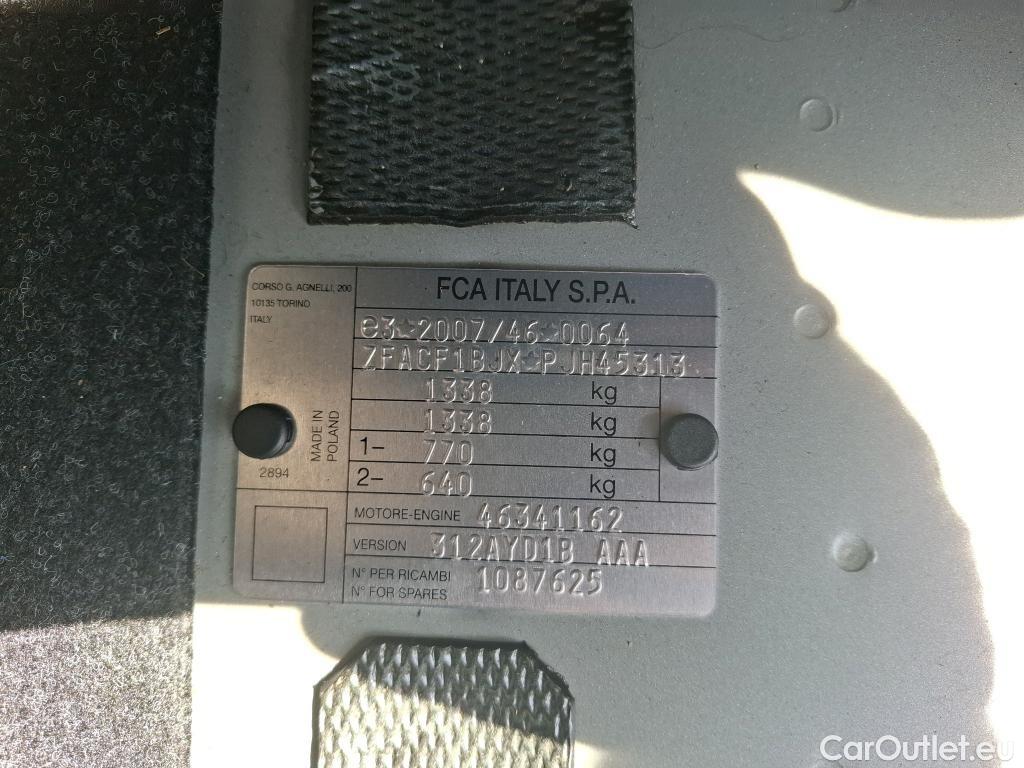 CORSO G. AGNELLI, 200
10135 TORINO
ITALY
FCA ITALY S.P.A.
e3*2007/46*0064
ZFACF1BJX*PJH45313
1338 kg
1338 kg
1- 770 kg
2- 640 kg
MADE IN
POLAND
2894
MOTORE-ENGINE 46341162
VERSION 312AYD1B AAA
N° PER RICAMBI
N° FOR SPARES
1087625
CarOutlet.eu